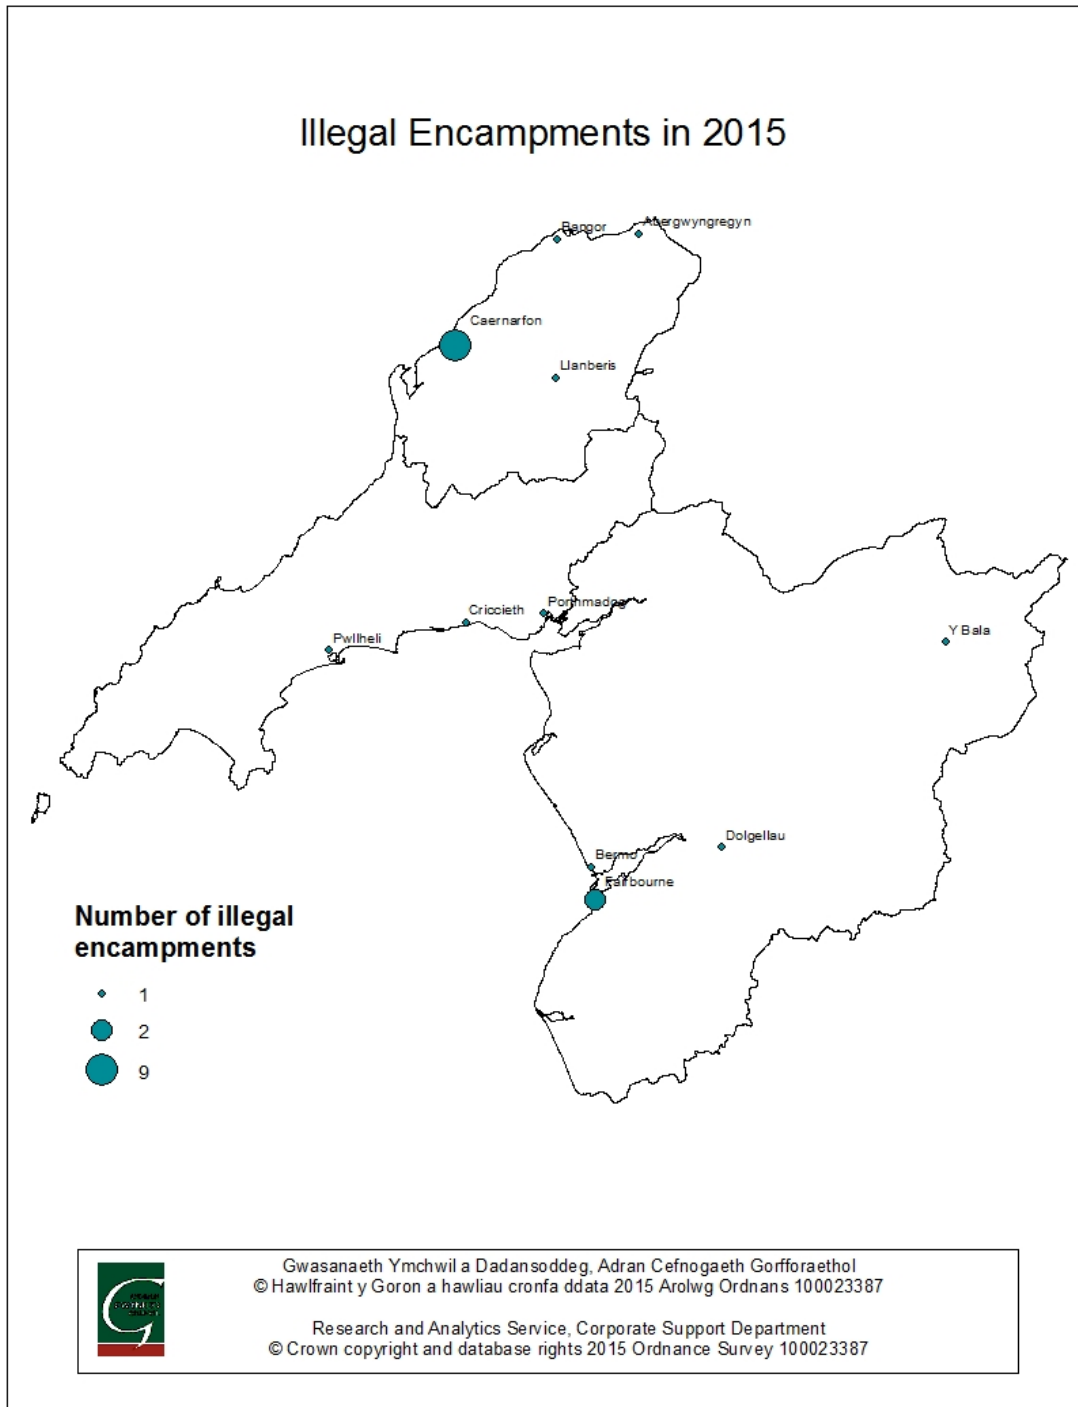 Illegal Encampments in 2015
Bangor
Abergwyngregyn
Caernarfon
Llanberis
Porthmadog
Criccieth
Pwllheli
Y Bala
Dolgellau
Bermo
Fairbourne
Number of illegal
encampments
1
2
9
Gwasanaeth Ymchwil a Dadansoddeg, Adran Cefnogaeth Gorfforaethol
© Hawlfraint y Goron a hawliau cronfa ddata 2015 Arolwg Ordnans 100023387
Research and Analytics Service, Corporate Support Department
© Crown copyright and database rights 2015 Ordnance Survey 100023387